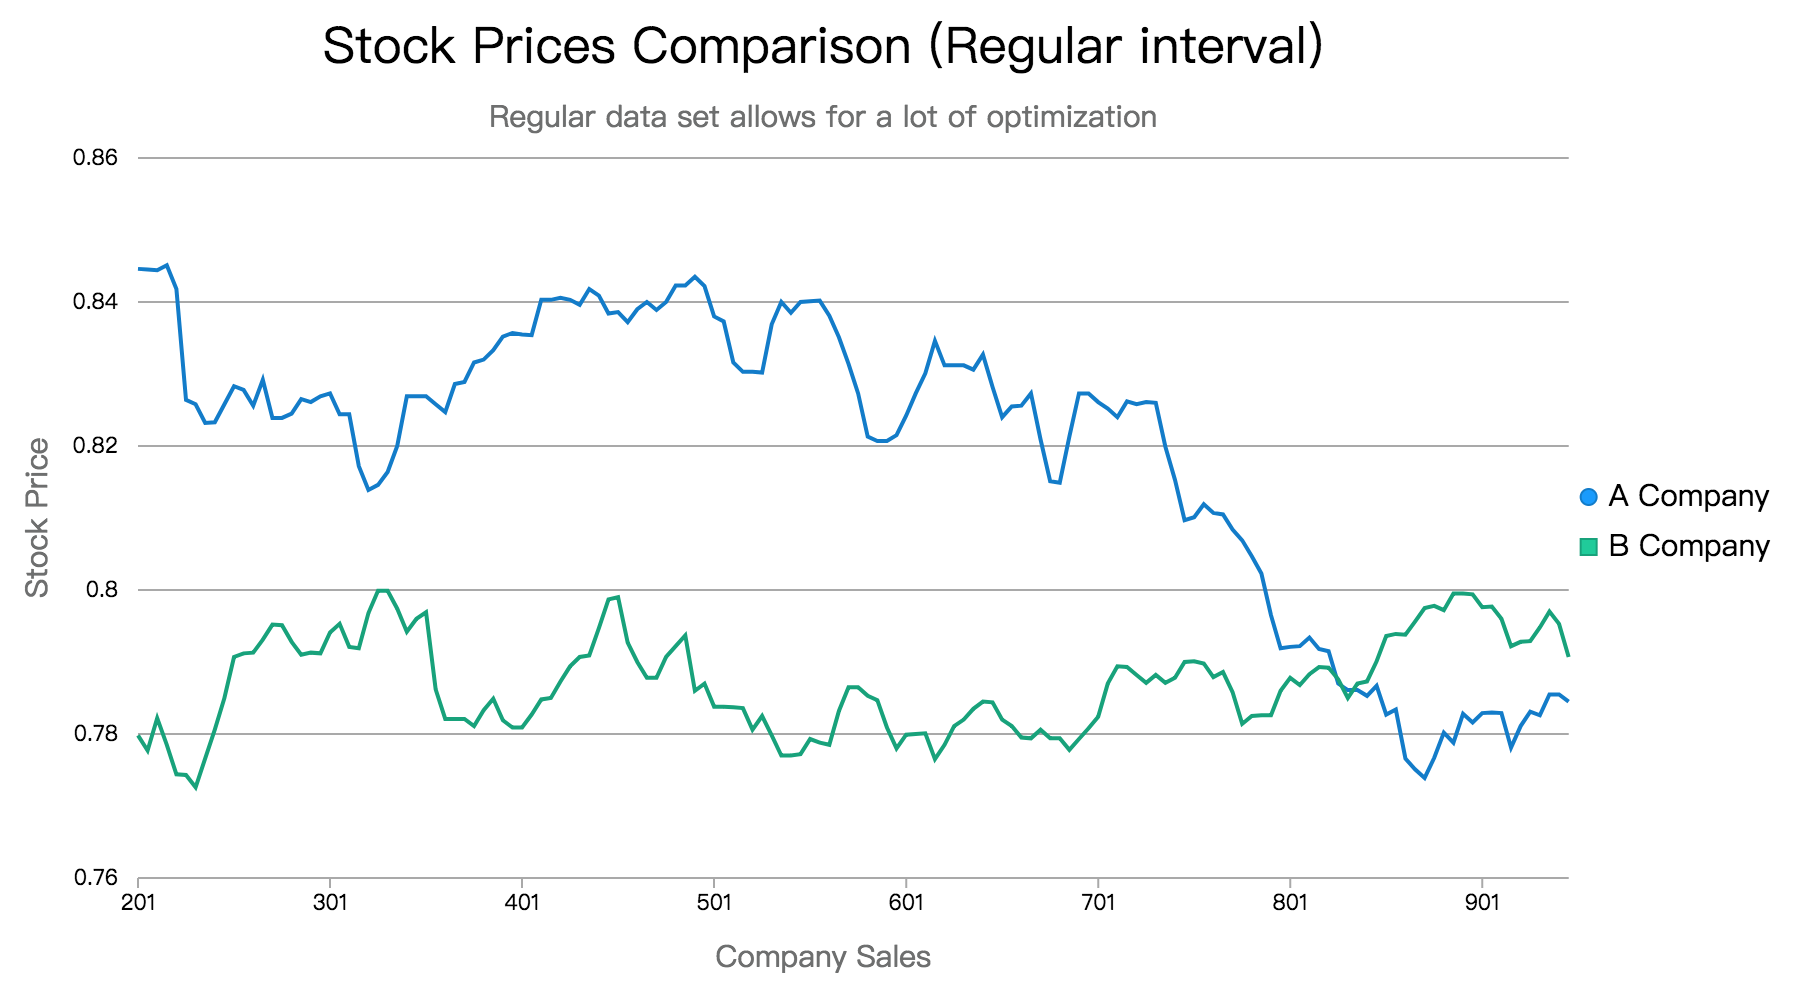 Stock Prices Comparison (Regular interval)
Regular data set allows for a lot of optimization
0.86
0.84
0.82
0.8
0.78
0.76
Stock Price
A Company
B Company
201 301 401 501 601 701 801 901
Company Sales